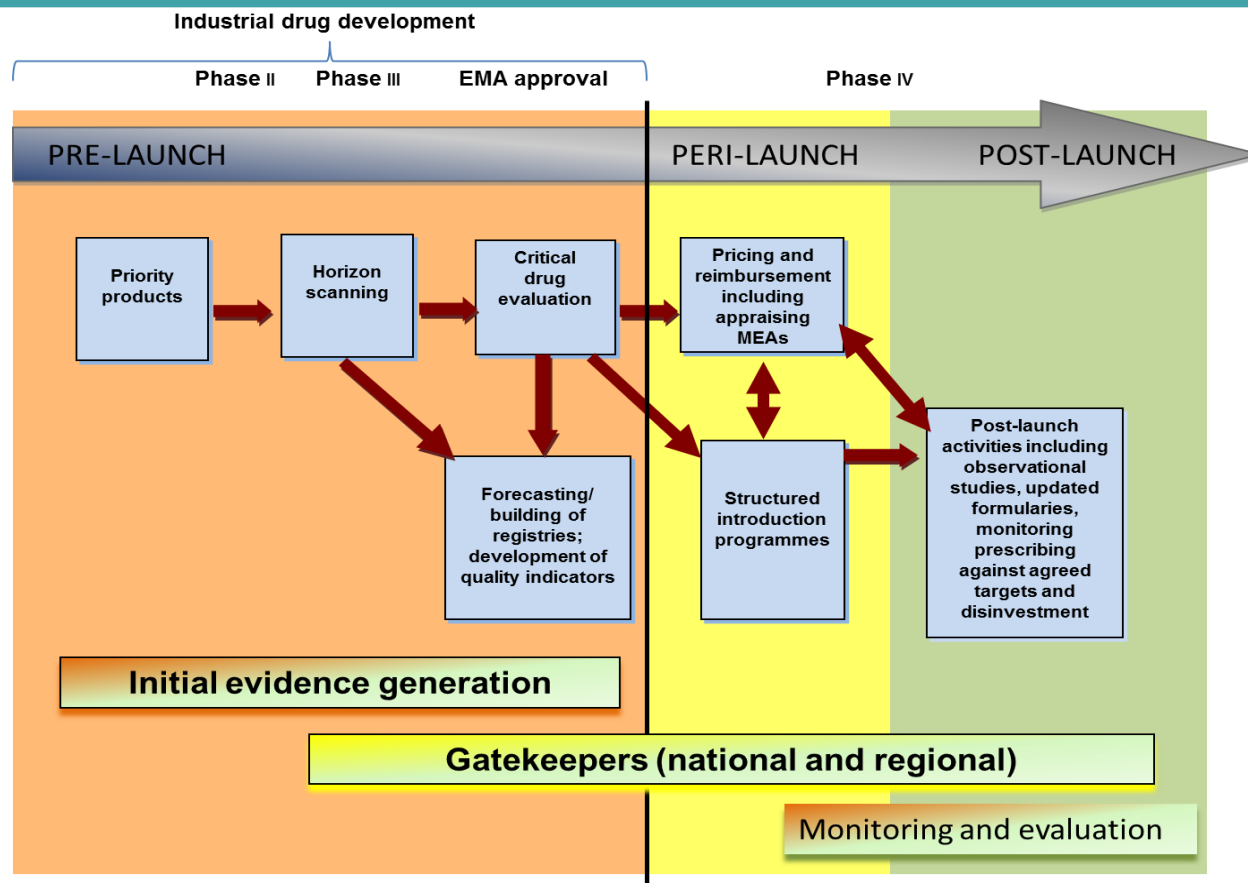 Industrial drug development
Phase II
Phase III
EMA approval
Phase IV
PRE-LAUNCH
PERI-LAUNCH
POST-LAUNCH
Priority
products
Horizon
scanning
Critical
drug
evaluation
Pricing and
reimbursement
including
appraising
MEAs
Forecasting/
building of
registries;
development of
quality indicators
Structured
introduction
programmes
Post-launch
activities including
observational
studies, updated
formularies,
monitoring
prescribing
against agreed
targets and
disinvestment
Initial evidence generation
Gatekeepers (national and regional)
Monitoring and evaluation